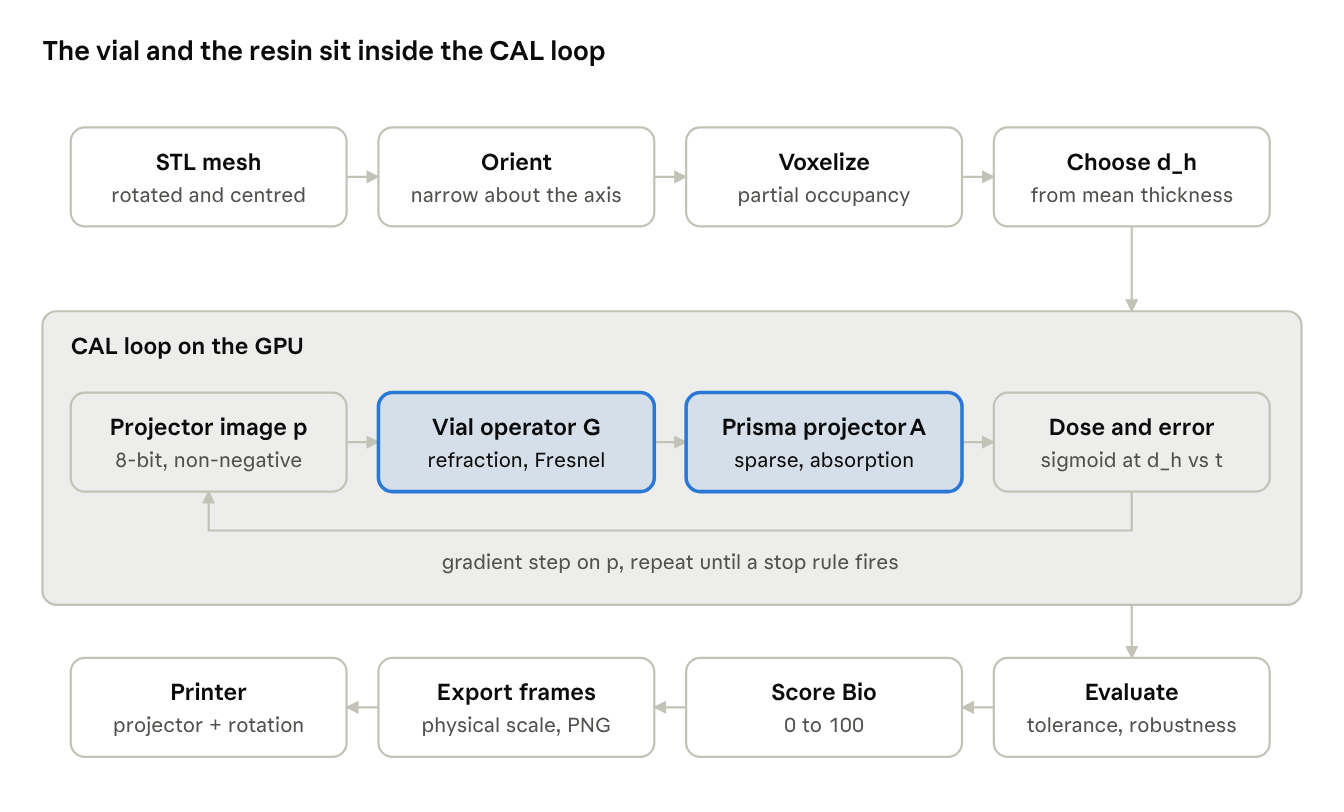 The vial and the resin sit inside the CAL loop
STL mesh
rotated and centred
Orient
narrow about the axis
Voxelize
partial occupancy
Choose d_h
from mean thickness
CAL loop on the GPU
Projector image p
8-bit, non-negative
Vial operator G
refraction, Fresnel
Prisma projector A
sparse, absorption
Dose and error
sigmoid at d_h vs t
gradient step on p, repeat until a stop rule fires
Printer
projector + rotation
Export frames
physical scale, PNG
Score Bio
0 to 100
Evaluate
tolerance, robustness